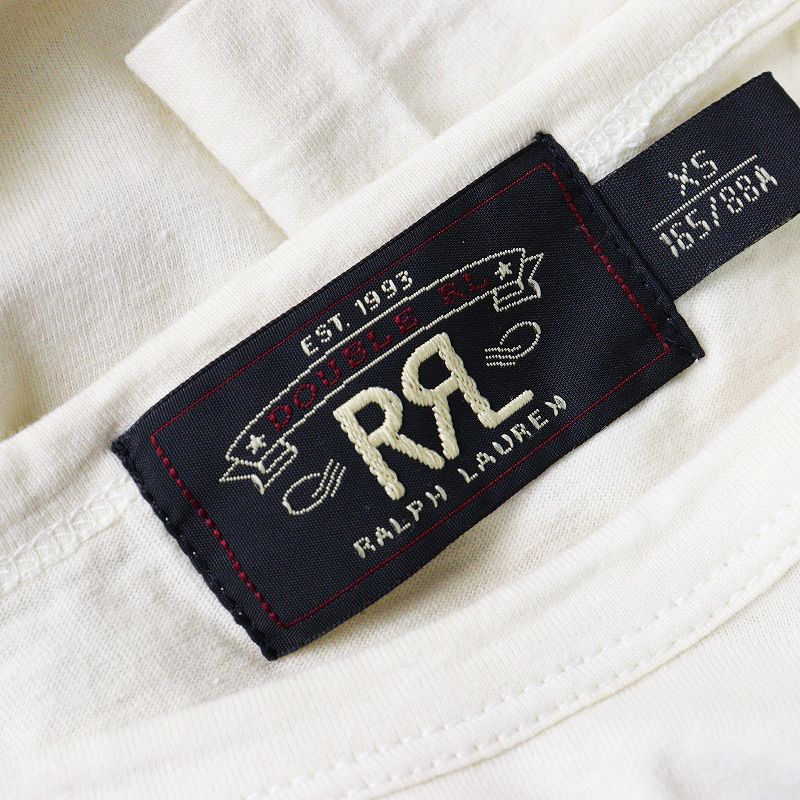 EST. 1993
DOUBLE RL
RRL
RALPH LAUREN
XS
165/88A